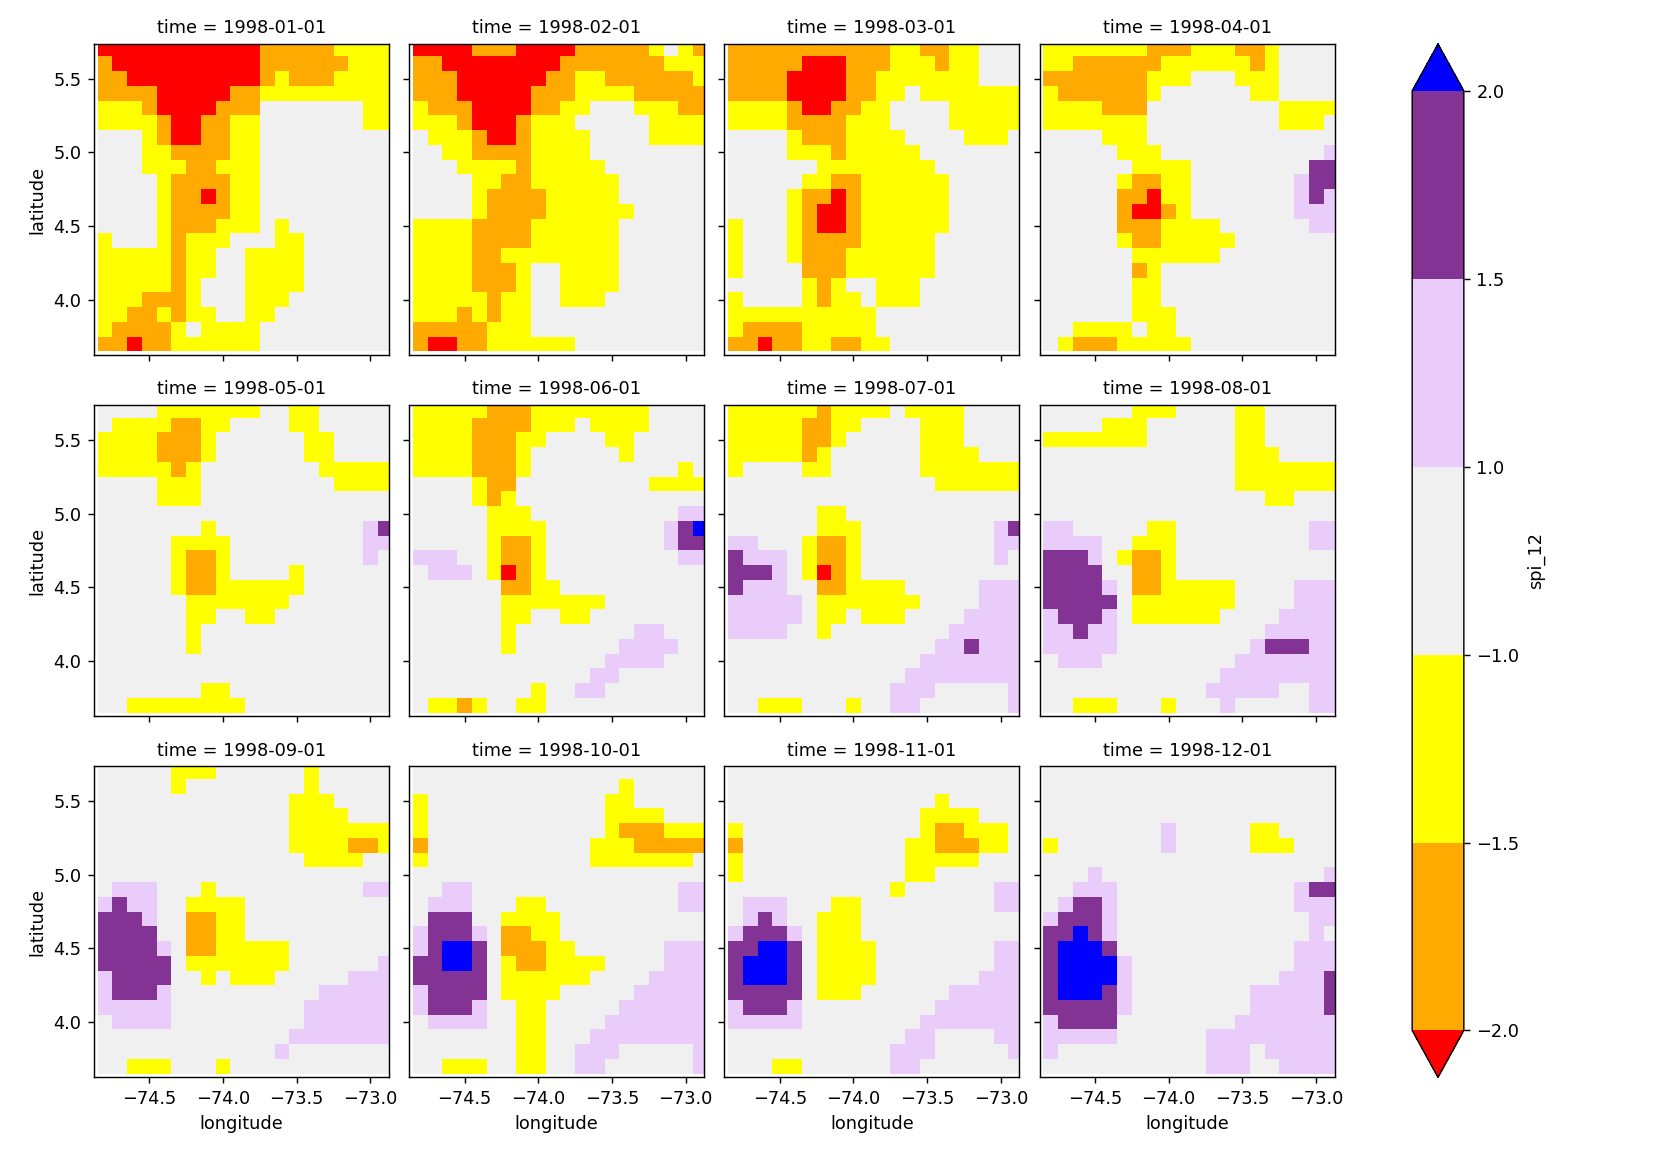 time = 1998-01-01
time = 1998-02-01
time = 1998-03-01
time = 1998-04-01
5.5
5.0
4.5
4.0
latitude
time = 1998-05-01
time = 1998-06-01
time = 1998-07-01
time = 1998-08-01
5.5
5.0
4.5
4.0
latitude
time = 1998-09-01
time = 1998-10-01
time = 1998-11-01
time = 1998-12-01
5.5
5.0
4.5
4.0
latitude
−74.5 −74.0 −73.5 −73.0
longitude
−74.5 −74.0 −73.5 −73.0
longitude
−74.5 −74.0 −73.5 −73.0
longitude
−74.5 −74.0 −73.5 −73.0
longitude
2.0
1.5
1.0
−1.0
−1.5
−2.0
spi_12